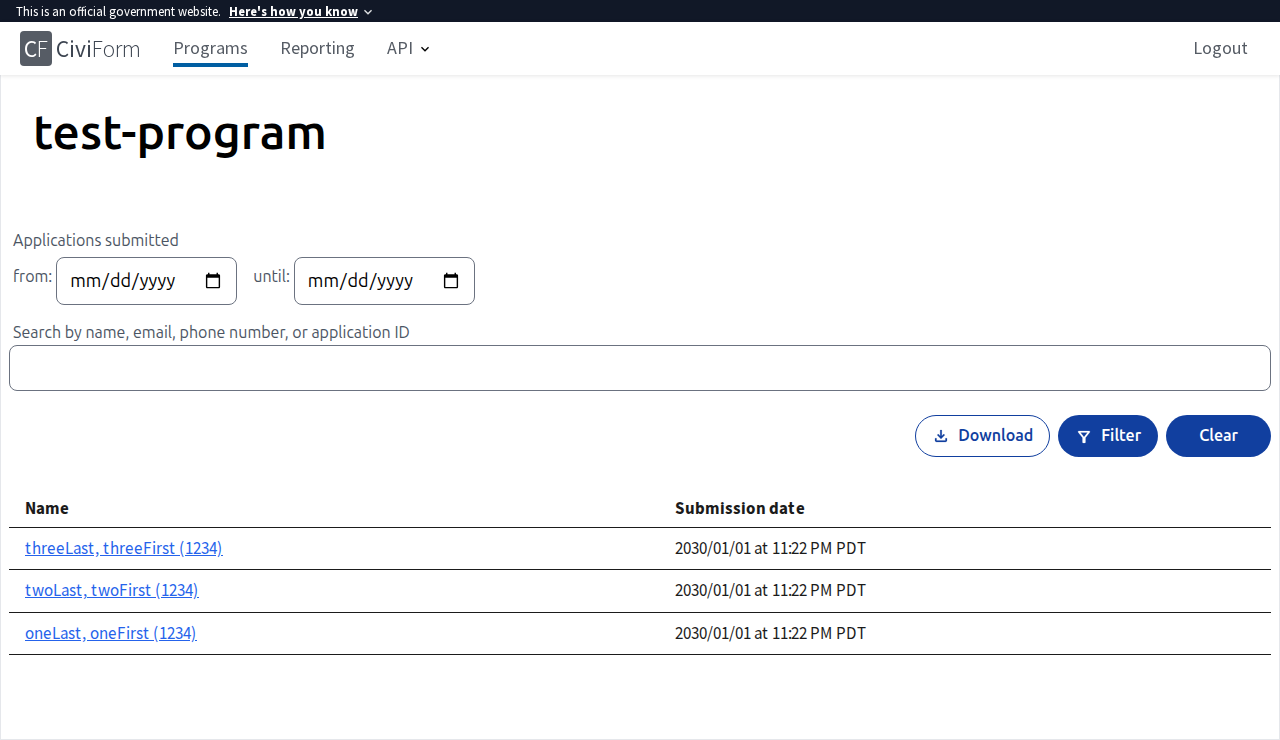 This is an official government website. Here's how you know
CF CiviForm Programs Reporting API Logout
test-program
Applications submitted
from: mm/dd/yyyy until: mm/dd/yyyy
Search by name, email, phone number, or application ID
Download Filter Clear
Name Submission date
threeLast, threeFirst (1234) 2030/01/01 at 11:22 PM PDT
twoLast, twoFirst (1234) 2030/01/01 at 11:22 PM PDT
oneLast, oneFirst (1234) 2030/01/01 at 11:22 PM PDT